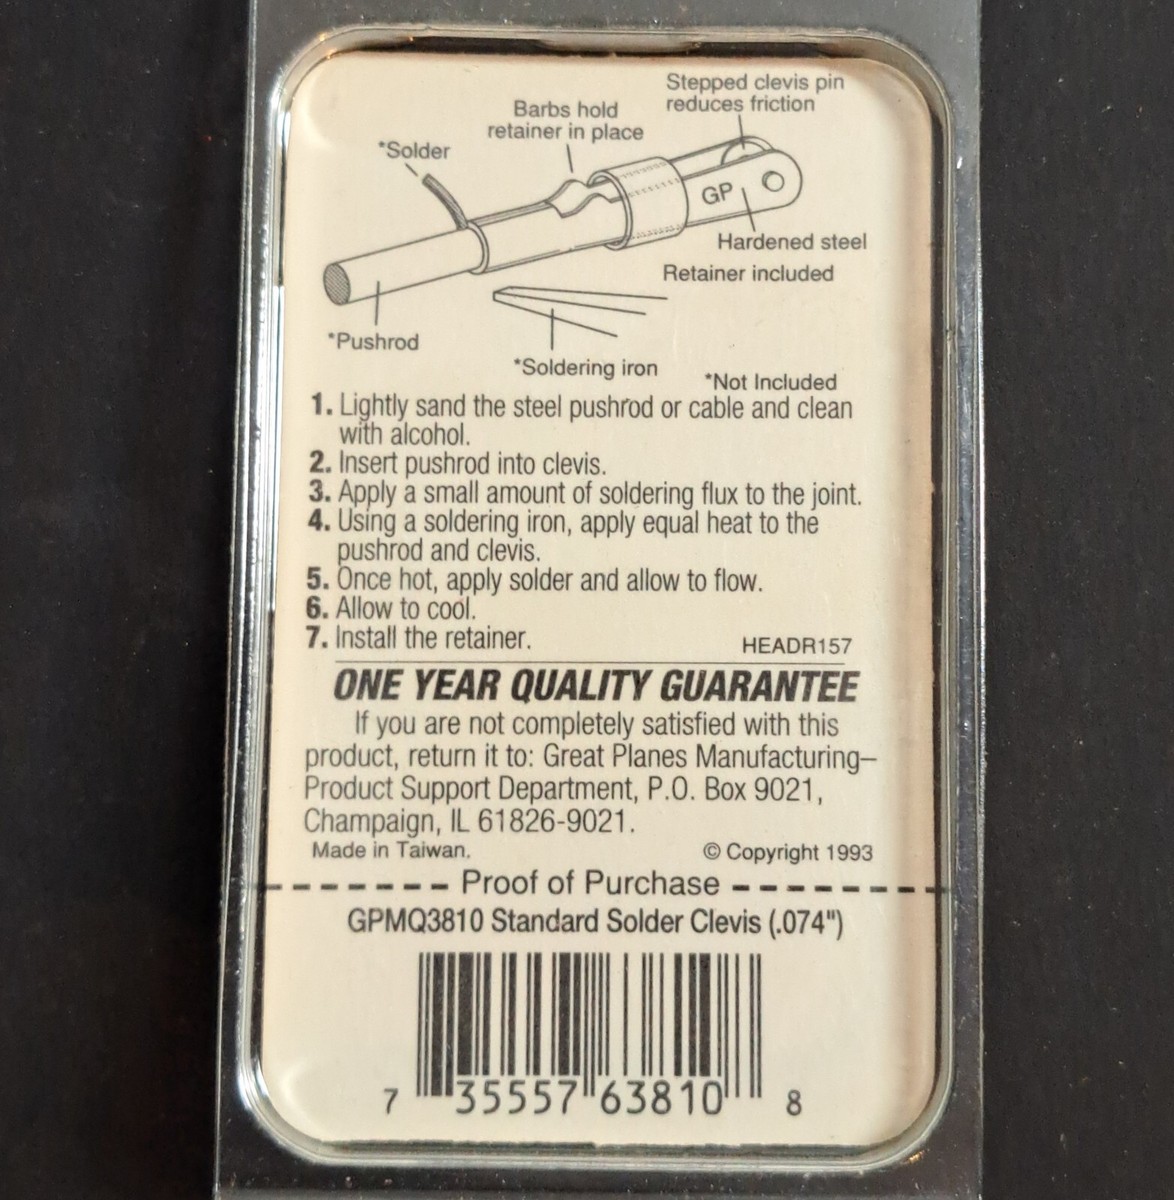 Stepped clevis pin
reduces friction
Barbs hold
retainer in place
*Solder
GP
Hardened steel
Retainer included
*Pushrod
*Soldering iron
*Not Included
1. Lightly sand the steel pushrod or cable and clean
with alcohol.
2. Insert pushrod into clevis.
3. Apply a small amount of soldering flux to the joint.
4. Using a soldering iron, apply equal heat to the
pushrod and clevis.
5. Once hot, apply solder and allow to flow.
6. Allow to cool.
7. Install the retainer.
HEADR157
ONE YEAR QUALITY GUARANTEE
If you are not completely satisfied with this
product, return it to: Great Planes Manufacturing–
Product Support Department, P.O. Box 9021,
Champaign, IL 61826-9021.
Made in Taiwan. © Copyright 1993
Proof of Purchase
GPMQ3810 Standard Solder Clevis (.074")
7 35557 63810 8